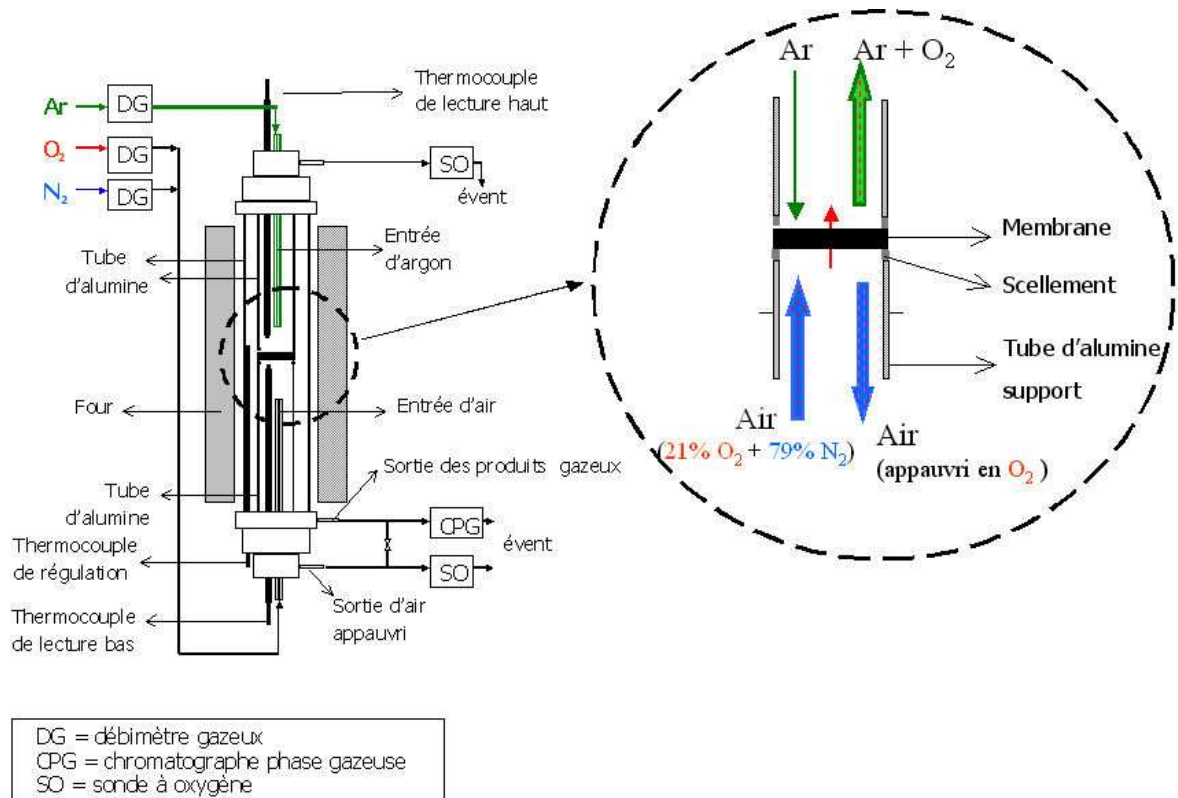 Thermocouple
de lecture haut
Ar
DG
O₂
DG
N₂
DG
SO
évent
Tube
d'alumine
Entrée
d'argon
Four
Entrée d'air
Sortie des produits gazeux
Tube
d'alumine
CPG
évent
Thermocouple
de régulation
SO
Thermocouple
de lecture bas
Sortie d'air
appauvri
Ar
Ar + O₂
Membrane
Scellement
Tube d'alumine
support
Air
(21% O₂ + 79% N₂)
Air
(appauvri en O₂ )
DG = débimètre gazeux
CPG = chromatographe phase gazeuse
SO = sonde à oxygène